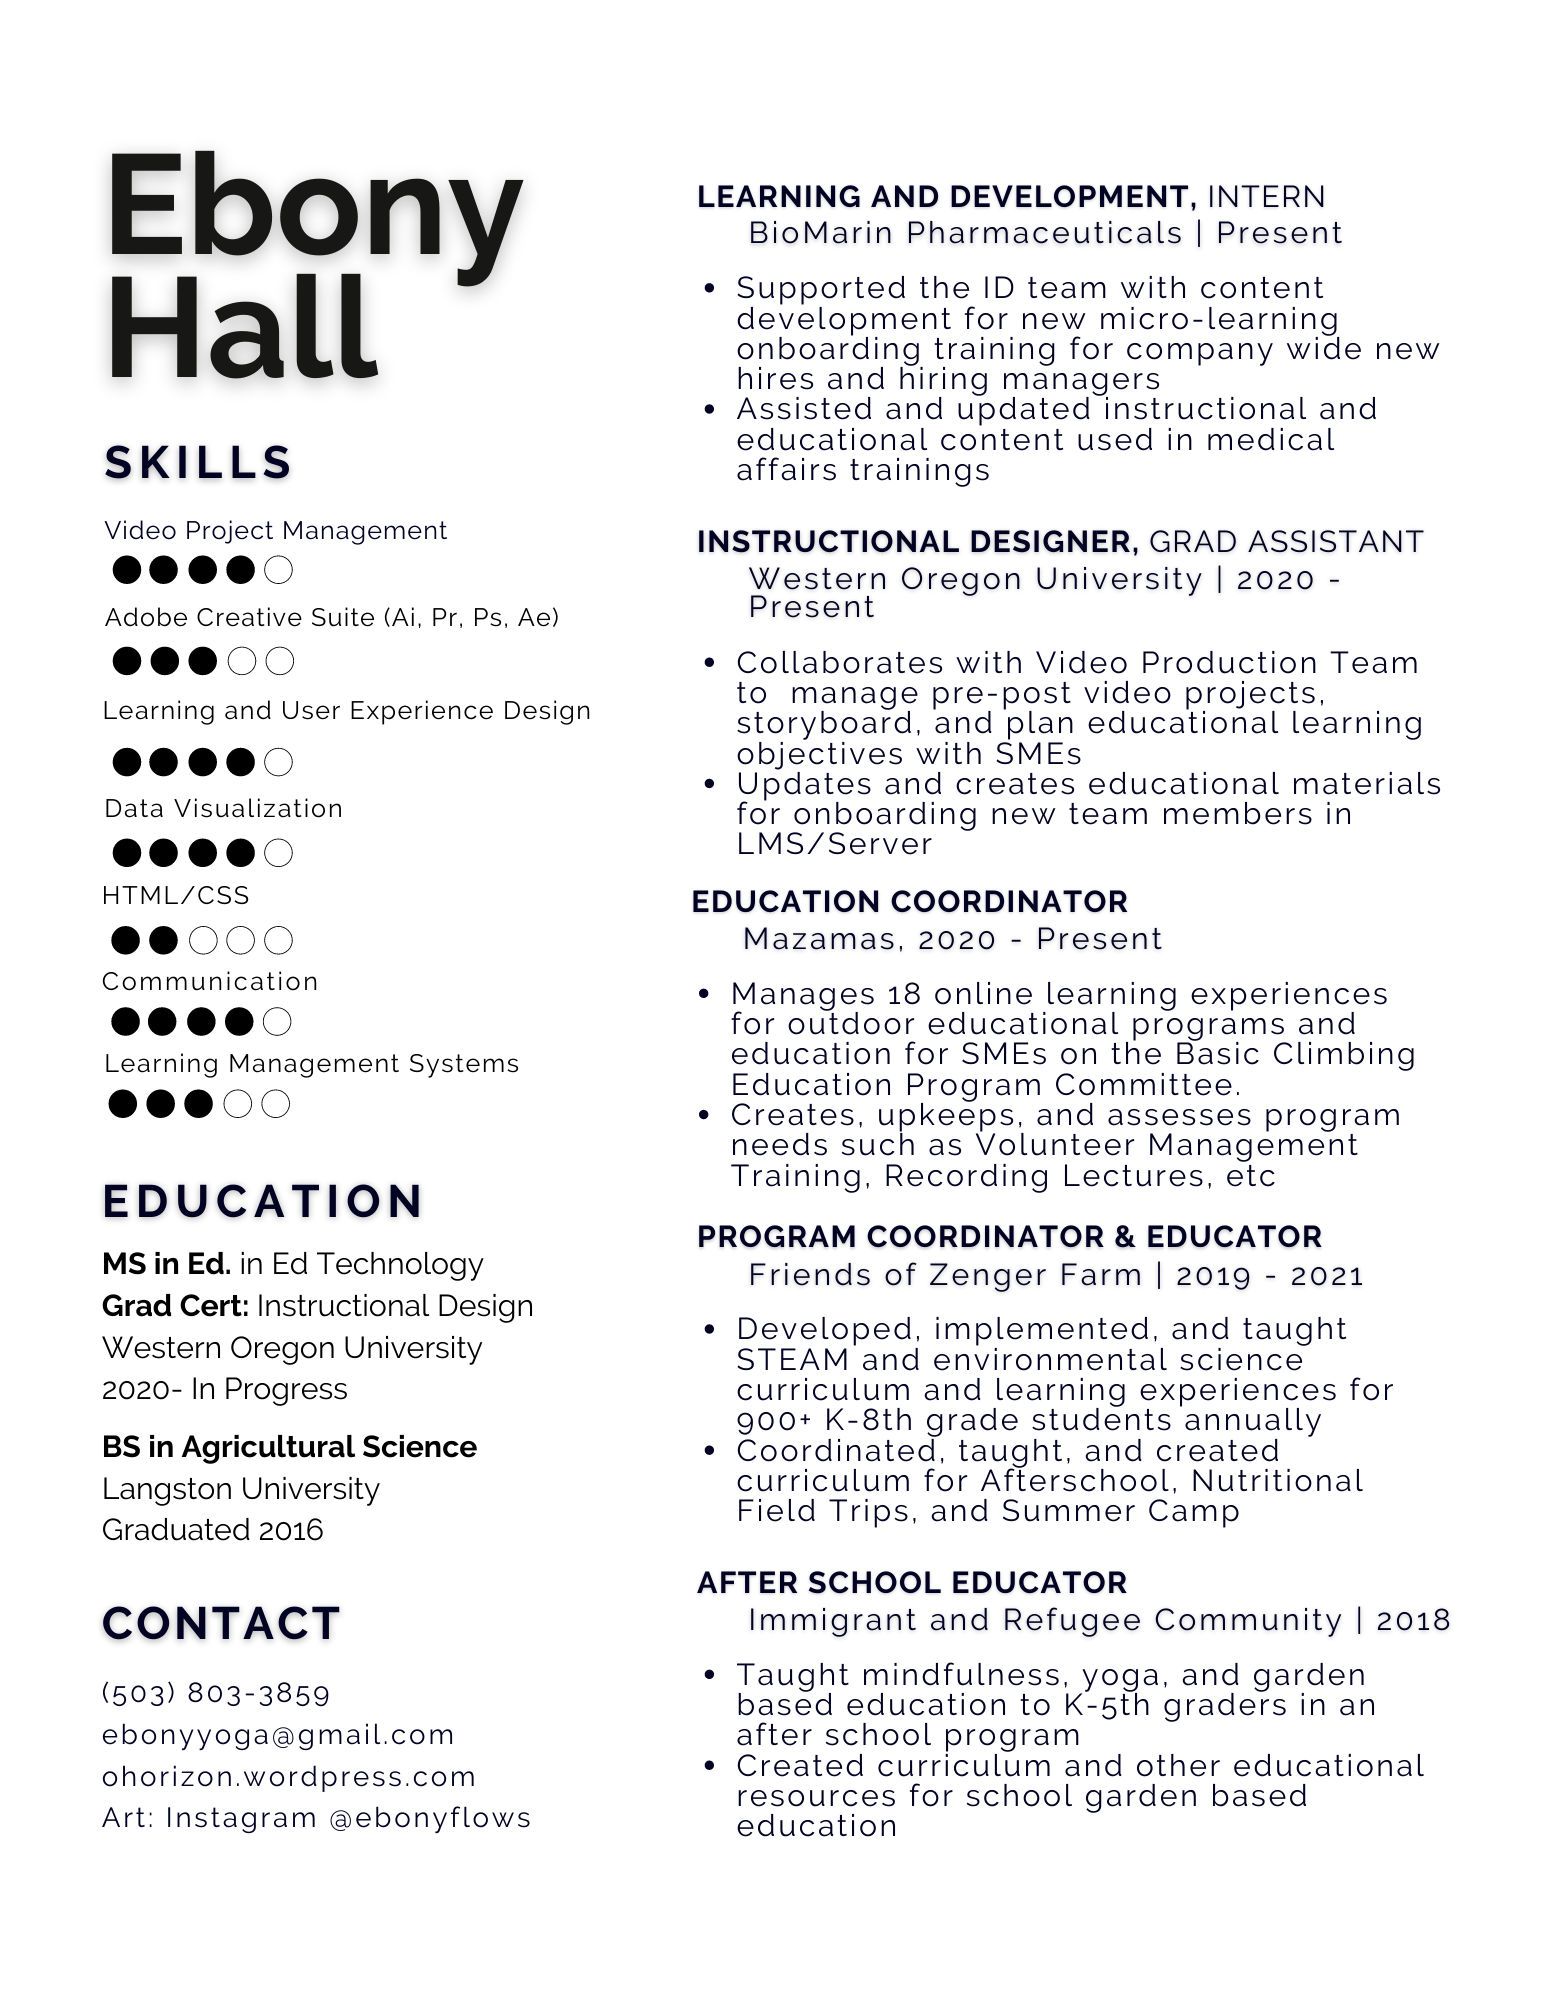 Ebony
Hall
SKILLS
Video Project Management
Adobe Creative Suite (Ai, Pr, Ps, Ae)
Learning and User Experience Design
Data Visualization
HTML/CSS
Communication
Learning Management Systems
EDUCATION
MS in Ed. in Ed Technology
Grad Cert: Instructional Design
Western Oregon University
2020- In Progress
BS in Agricultural Science
Langston University
Graduated 2016
CONTACT
(503) 803-3859
ebonyyoga@gmail.com
ohorizon.wordpress.com
Art: Instagram @ebonyflows
LEARNING AND DEVELOPMENT, INTERN
BioMarin Pharmaceuticals | Present
• Supported the ID team with content
development for new micro-learning
onboarding training for company wide new
hires and hiring managers
• Assisted and updated instructional and
educational content used in medical
affairs trainings
INSTRUCTIONAL DESIGNER, GRAD ASSISTANT
Western Oregon University | 2020 -
Present
• Collaborates with Video Production Team
to  manage pre-post video projects,
storyboard, and plan educational learning
objectives with SMEs
• Updates and creates educational materials
for onboarding new team members in
LMS/Server
EDUCATION COORDINATOR
Mazamas, 2020 - Present
• Manages 18 online learning experiences
for outdoor educational programs and
education for SMEs on the Basic Climbing
Education Program Committee.
• Creates, upkeeps, and assesses program
needs such as Volunteer Management
Training, Recording Lectures, etc
PROGRAM COORDINATOR & EDUCATOR
Friends of Zenger Farm | 2019 - 2021
• Developed, implemented, and taught
STEAM and environmental science
curriculum and learning experiences for
900+ K-8th grade students annually
• Coordinated, taught, and created
curriculum for Afterschool, Nutritional
Field Trips, and Summer Camp
AFTER SCHOOL EDUCATOR
Immigrant and Refugee Community | 2018
• Taught mindfulness, yoga, and garden
based education to K-5th graders in an
after school program
• Created curriculum and other educational
resources for school garden based
education